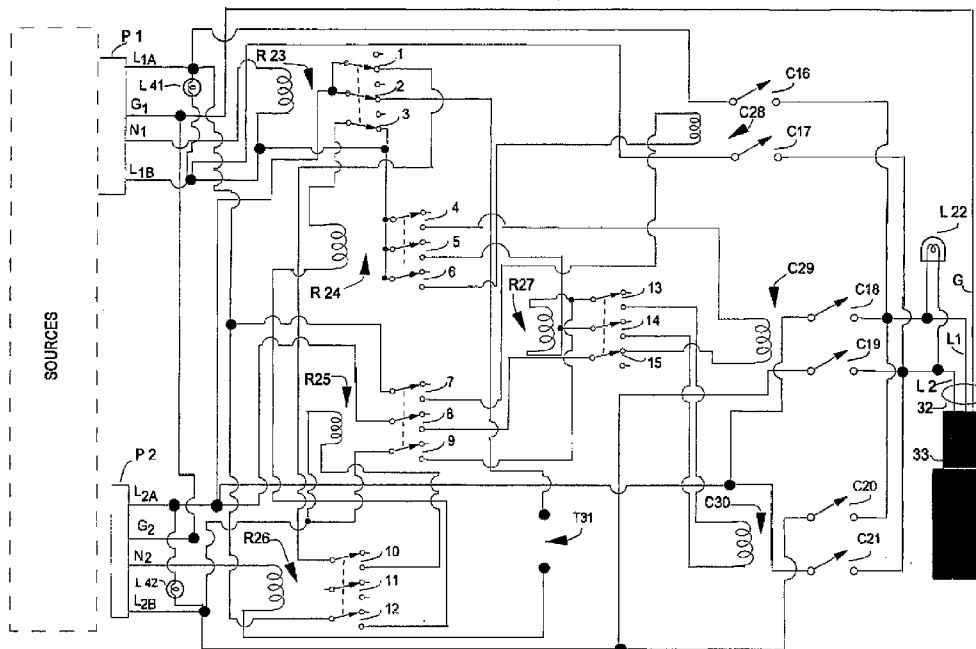 SOURCES
P 1
L1A
L 41
G1
N1
L1B
R 23
1
2
3
C16
C28
C17
4
5
6
R 24
L 22
G
C29
C18
L1
R27
13
14
15
C19
L 2
32
33
R25
7
8
9
P 2
L2A
G2
N2
L 42
L2B
R26
10
11
12
T31
C30
C20
C21